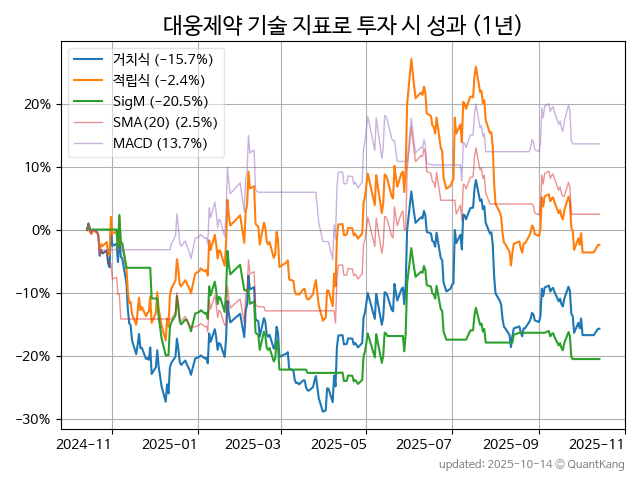 대웅제약 기술 지표로 투자 시 성과 (1년)
거치식 (−15.7%)
적립식 (−2.4%)
SigM (−20.5%)
SMA(20) (2.5%)
MACD (13.7%)
20%
10%
0%
−10%
−20%
−30%
2024−11 2025−01 2025−03 2025−05 2025−07 2025−09 2025−11
updated: 2025-10-14 © QuantKang